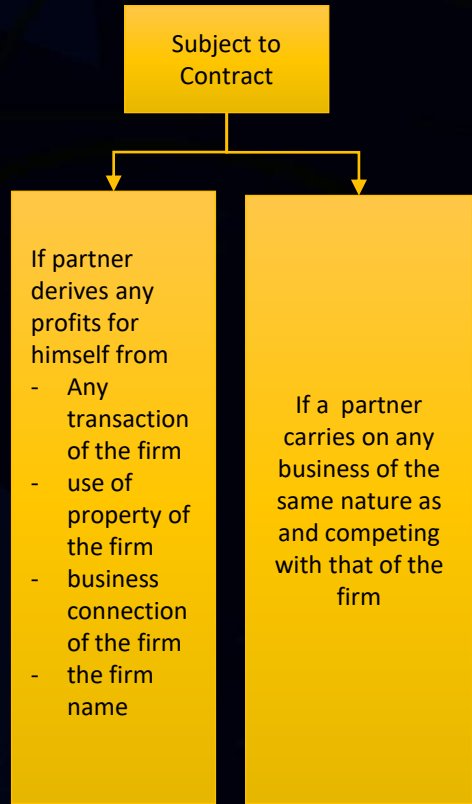 Subject to
Contract
If partner
derives any
profits for
himself from
- Any
transaction
of the firm
- use of
property of
the firm
- business
connection
of the firm
- the firm
name
If a partner
carries on any
business of the
same nature as
and competing
with that of the
firm